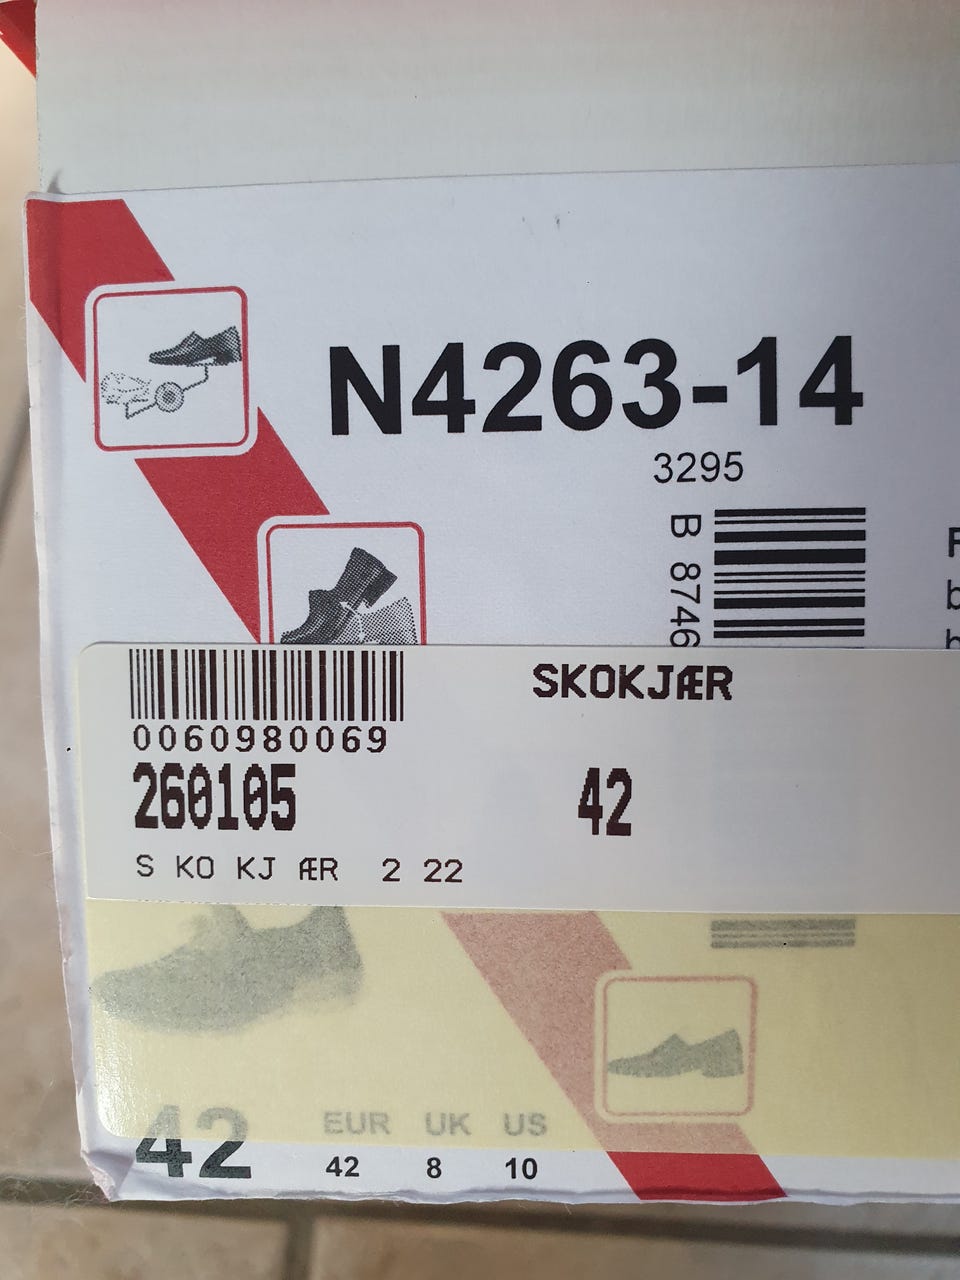 N4263-14
3295
B 8746
SKOKJÆR
0060980069
260105 42
S KO KJ ÆR 2 22
42 EUR UK US
42 8 10